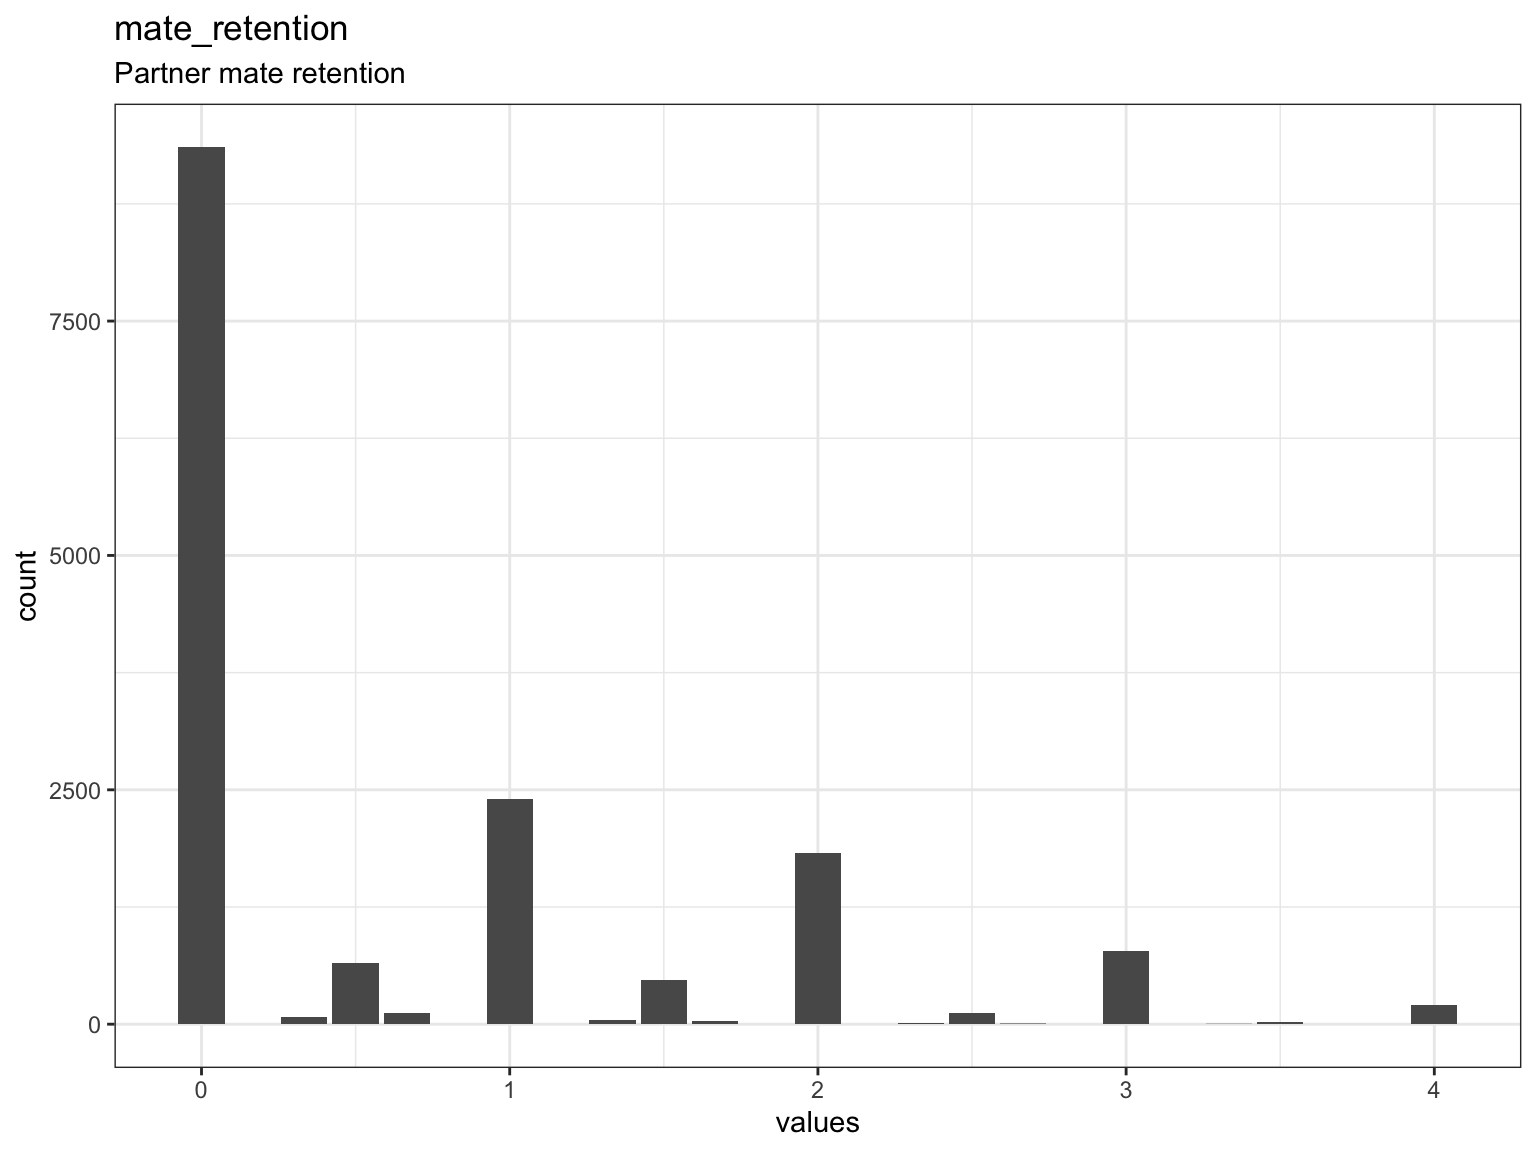 mate_retention
Partner mate retention
count
7500
5000
2500
0
0 1 2 3 4
values